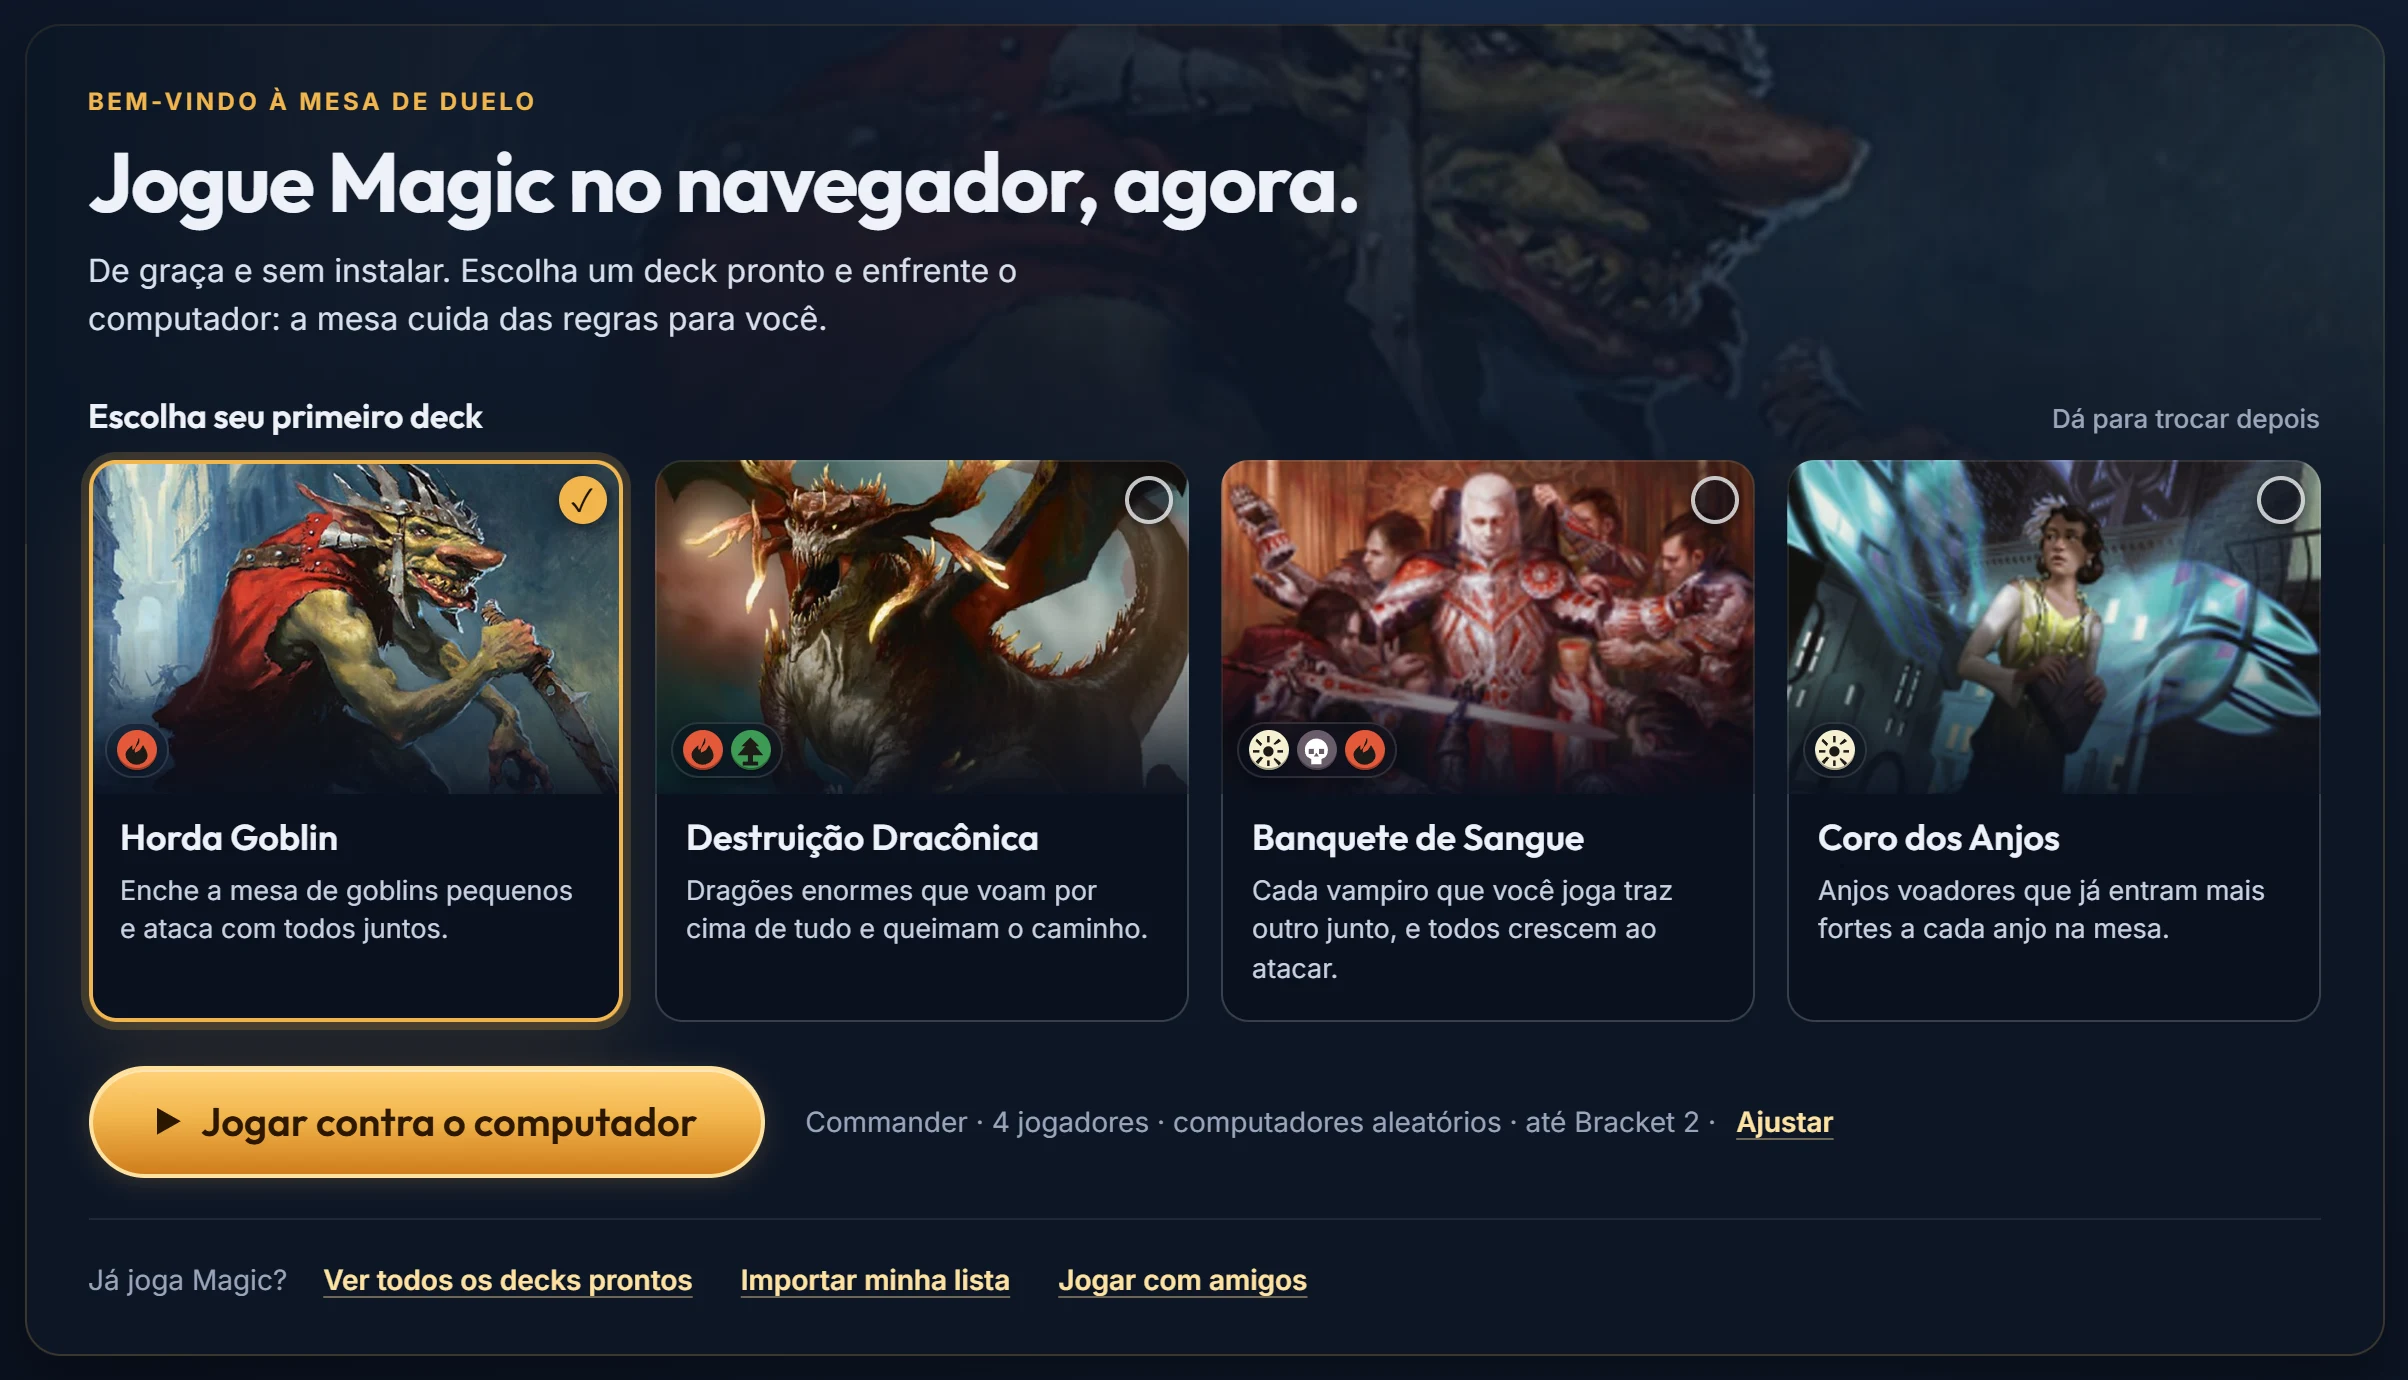 BEM-VINDO À MESA DE DUELO
Jogue Magic no navegador, agora.
De graça e sem instalar. Escolha um deck pronto e enfrente o
computador: a mesa cuida das regras para você.
Escolha seu primeiro deck
Dá para trocar depois
Horda Goblin
Enche a mesa de goblins pequenos
e ataca com todos juntos.
Destruição Dracônica
Dragões enormes que voam por
cima de tudo e queimam o caminho.
Banquete de Sangue
Cada vampiro que você joga traz
outro junto, e todos crescem ao
atacar.
Coro dos Anjos
Anjos voadores que já entram mais
fortes a cada anjo na mesa.
Jogar contra o computador
Commander · 4 jogadores · computadores aleatórios · até Bracket 2 · Ajustar
Já joga Magic? Ver todos os decks prontos Importar minha lista Jogar com amigos